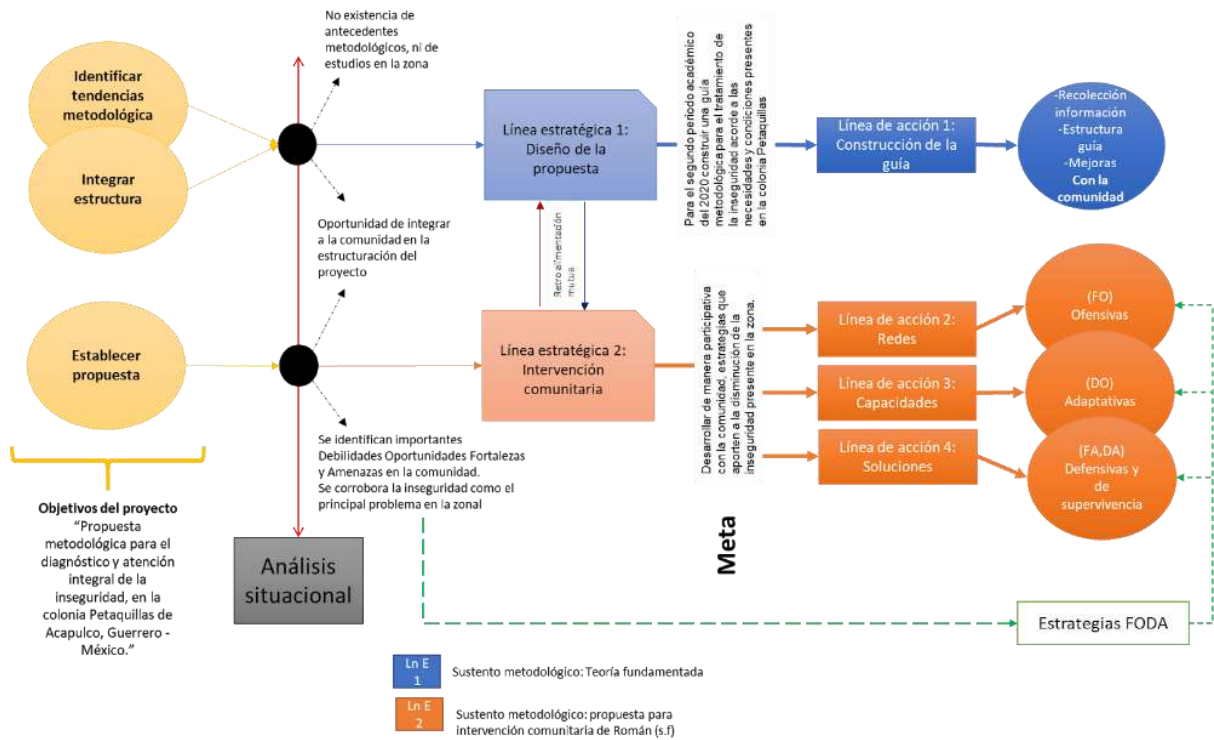 No existencia de
antecedentes
metodológicos, ni de
estudios en la zona
Identificar
tendencias
metodológica
Integrar
estructura
Oportunidad de integrar
a la comunidad en la
estructuración del
proyecto
Establecer
propuesta
Se identifican importantes
Debilidades Oportunidades Fortalezas
y Amenazas en la comunidad.
Se corrobora la inseguridad como el
principal problema en la zonal
Objetivos del proyecto
"Propuesta
metodológica para el
diagnóstico y atención
integral de la
inseguridad, en la
colonia Petaquillas de
Acapulco, Guerrero -
México."
Análisis
situacional
Línea estratégica 1:
Diseño de la
propuesta
Retro alimentación
mutua
Línea estratégica 2:
Intervención
comunitaria
Para el segundo periodo académico
del 2020 construir una guía
metodológica para el tratamiento de
la inseguridad acorde a las
necesidades y condiciones presentes
en la colonia Petaquillas
Línea de acción 1:
Construcción de la
guía
-Recolección
información
-Estructura
guía
-Mejoras
Con la
comunidad
Desarrollar de manera participativa
con la comunidad, estrategias que
aporten a la disminución de la
inseguridad presente en la zona.
Línea de acción 2:
Redes
Línea de acción 3:
Capacidades
Línea de acción 4:
Soluciones
(FO)
Ofensivas
(DO)
Adaptativas
(FA,DA)
Defensivas y
de
supervivencia
Meta
Estrategias FODA
Ln E
1
Sustento metodológico: Teoría fundamentada
Ln E
2
Sustento metodológico: propuesta para
intervención comunitaria de Román (s.f)